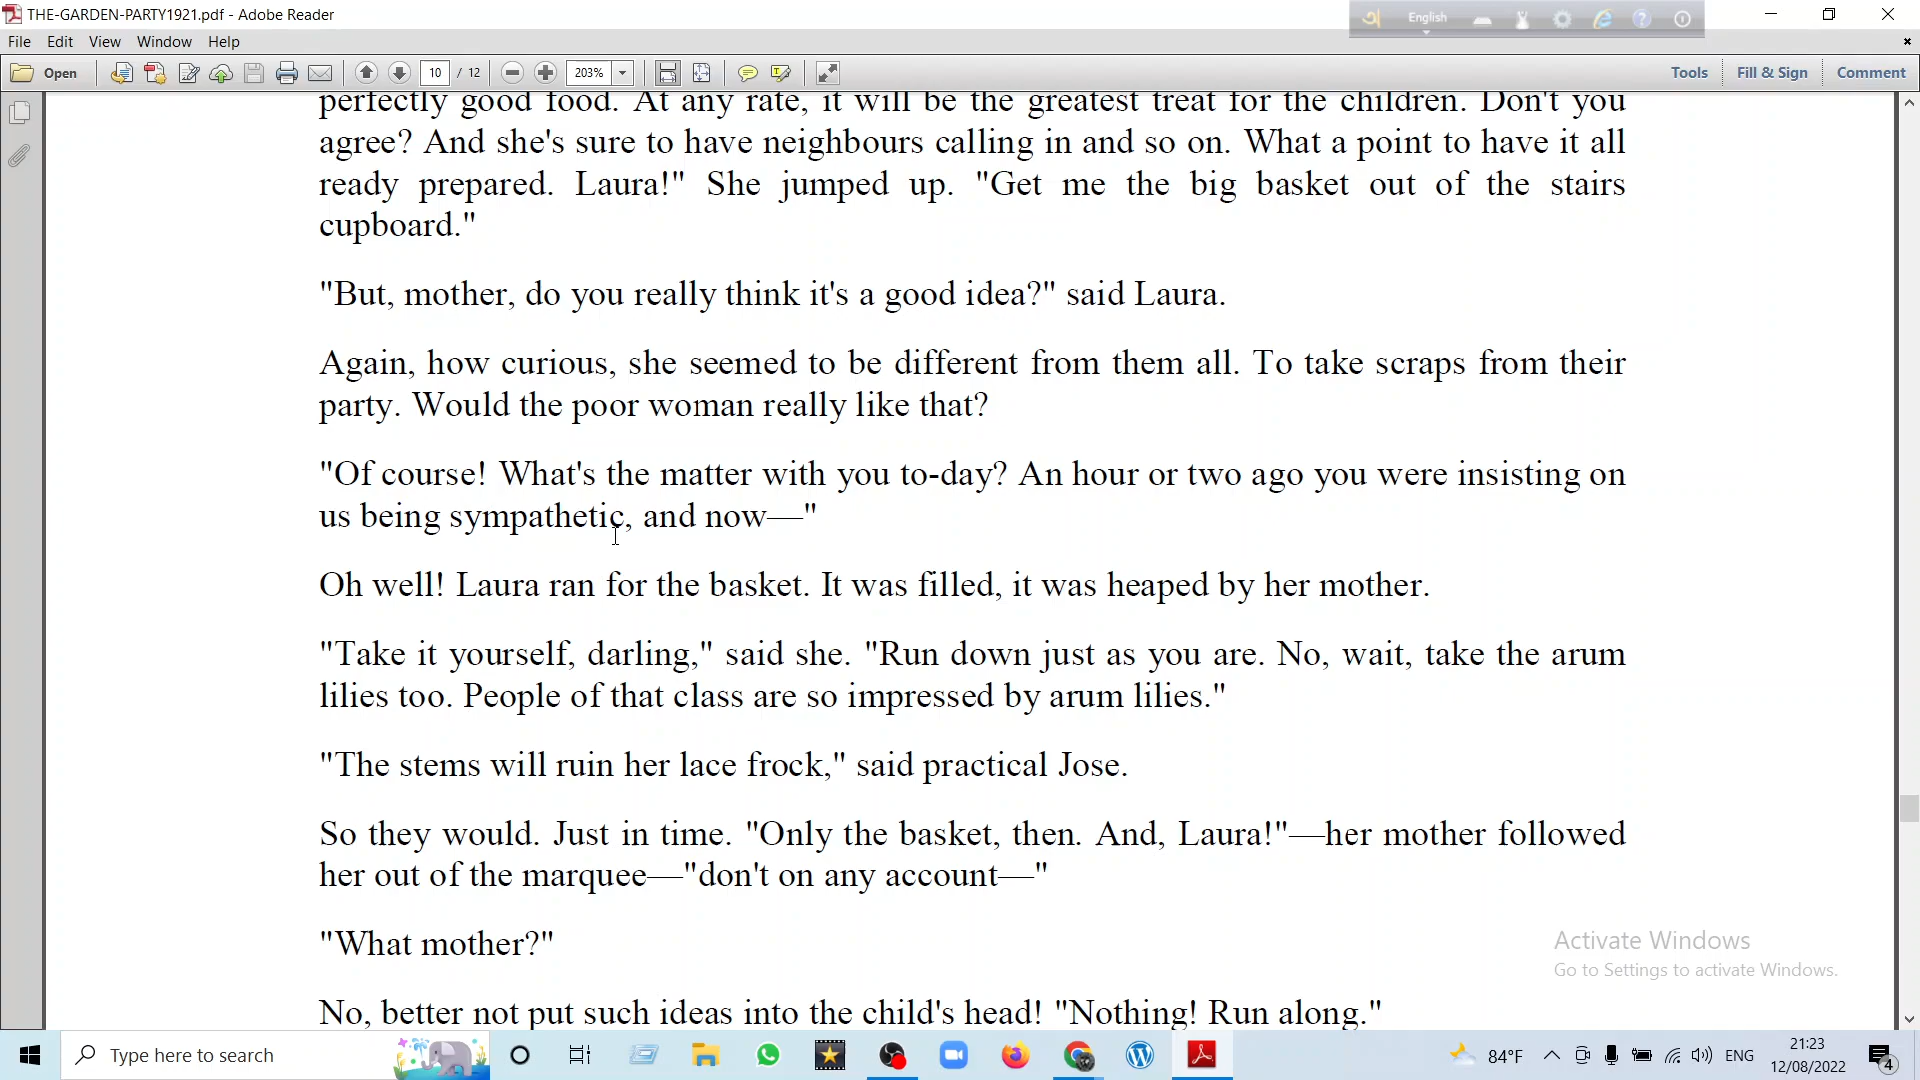 THE-GARDEN-PARTY1921.pdf - Adobe Reader
English
File Edit View Window Help
Open 10 / 12 203% Tools Fill & Sign Comment
perfectly good food. At any rate, it will be the greatest treat for the children. Don't you
agree? And she's sure to have neighbours calling in and so on. What a point to have it all
ready prepared. Laura!" She jumped up. "Get me the big basket out of the stairs
cupboard."
"But, mother, do you really think it's a good idea?" said Laura.
Again, how curious, she seemed to be different from them all. To take scraps from their
party. Would the poor woman really like that?
"Of course! What's the matter with you to-day? An hour or two ago you were insisting on
us being sympathetic, and now—"
Oh well! Laura ran for the basket. It was filled, it was heaped by her mother.
"Take it yourself, darling," said she. "Run down just as you are. No, wait, take the arum
lilies too. People of that class are so impressed by arum lilies."
"The stems will ruin her lace frock," said practical Jose.
So they would. Just in time. "Only the basket, then. And, Laura!"—her mother followed
her out of the marquee—"don't on any account—"
"What mother?"
No, better not put such ideas into the child's head! "Nothing! Run along."
Activate Windows
Go to Settings to activate Windows.
Type here to search
84°F ENG
21:23
12/08/2022
4